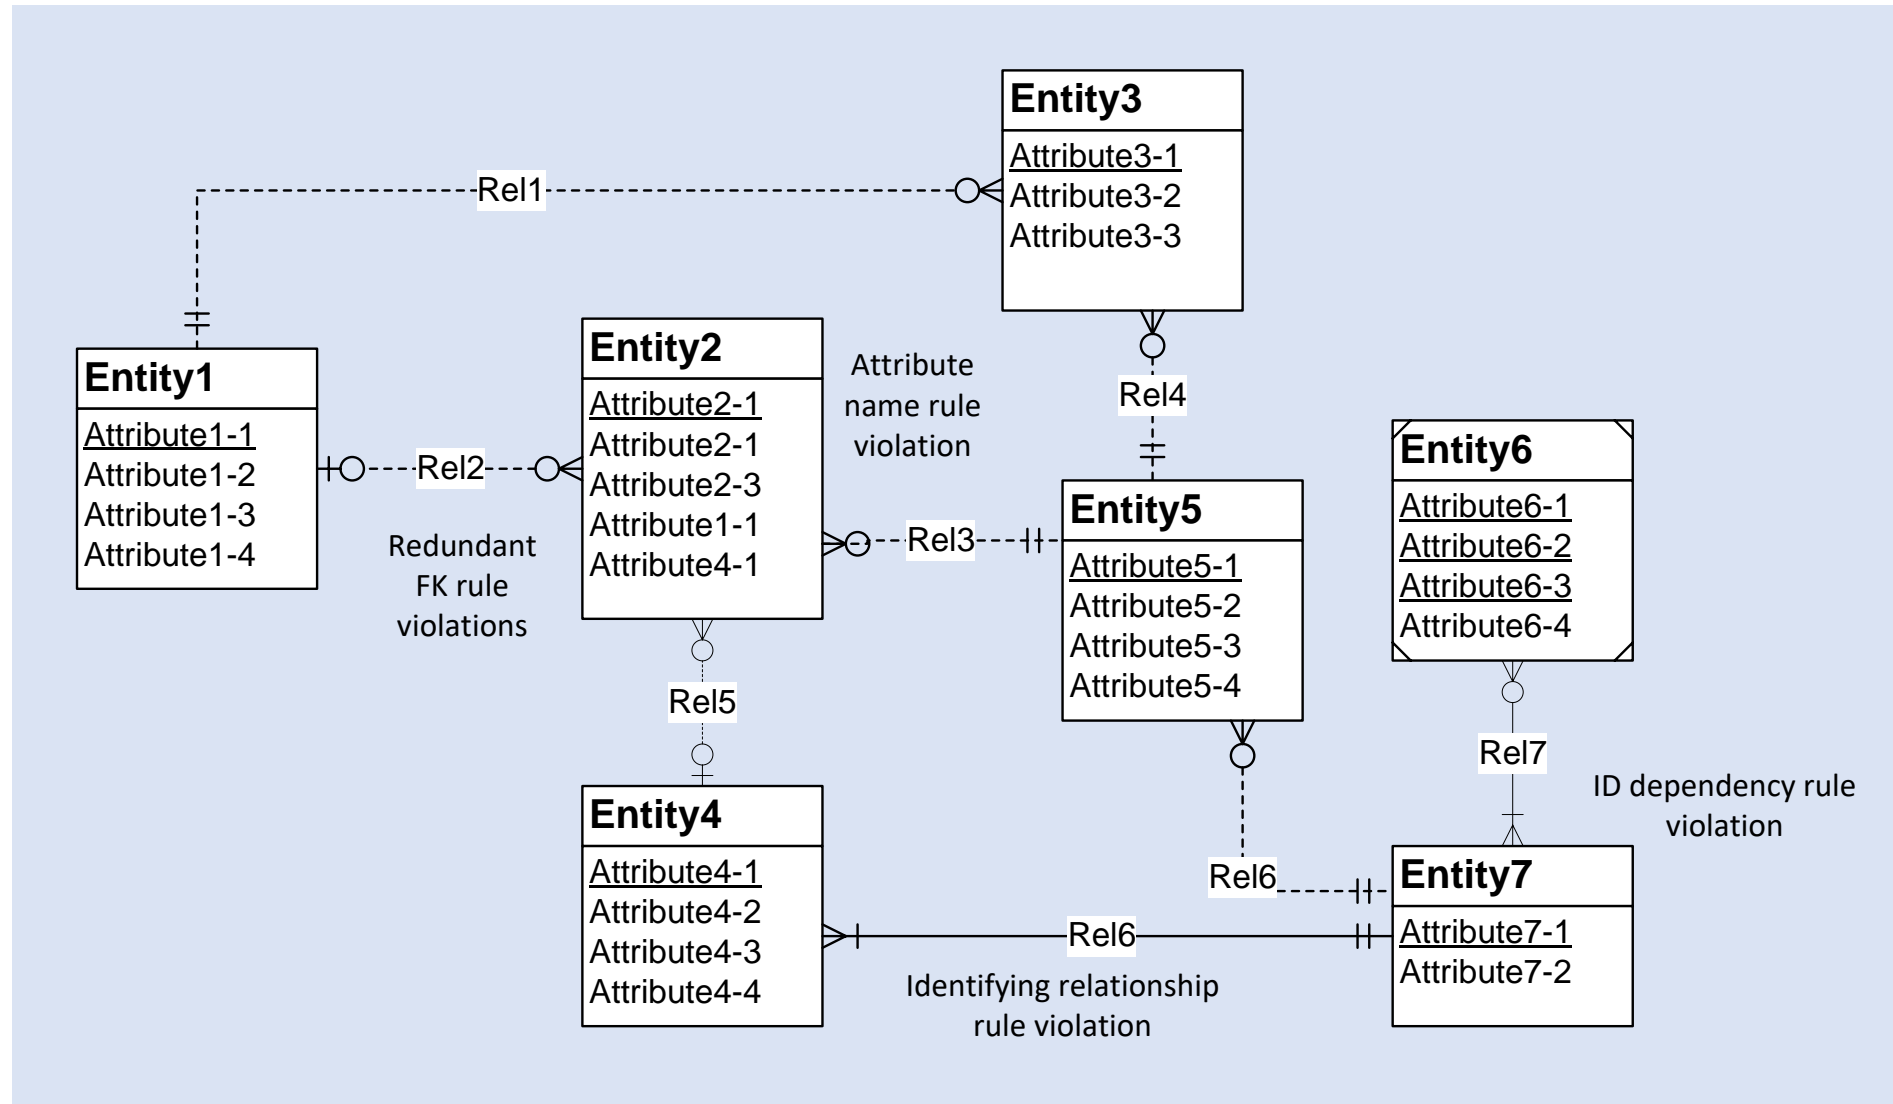 Entity3
Attribute3-1
Attribute3-2
Attribute3-3
Rel1
Entity1
Attribute1-1
Attribute1-2
Attribute1-3
Attribute1-4
Rel2
Redundant
FK rule
violations
Entity2
Attribute2-1
Attribute2-1
Attribute2-3
Attribute1-1
Attribute4-1
Attribute
name rule
violation
Rel4
Rel3
Entity5
Attribute5-1
Attribute5-2
Attribute5-3
Attribute5-4
Entity6
Attribute6-1
Attribute6-2
Attribute6-3
Attribute6-4
Rel5
Rel7
ID dependency rule
violation
Entity4
Attribute4-1
Attribute4-2
Attribute4-3
Attribute4-4
Rel6
Rel6
Identifying relationship
rule violation
Entity7
Attribute7-1
Attribute7-2